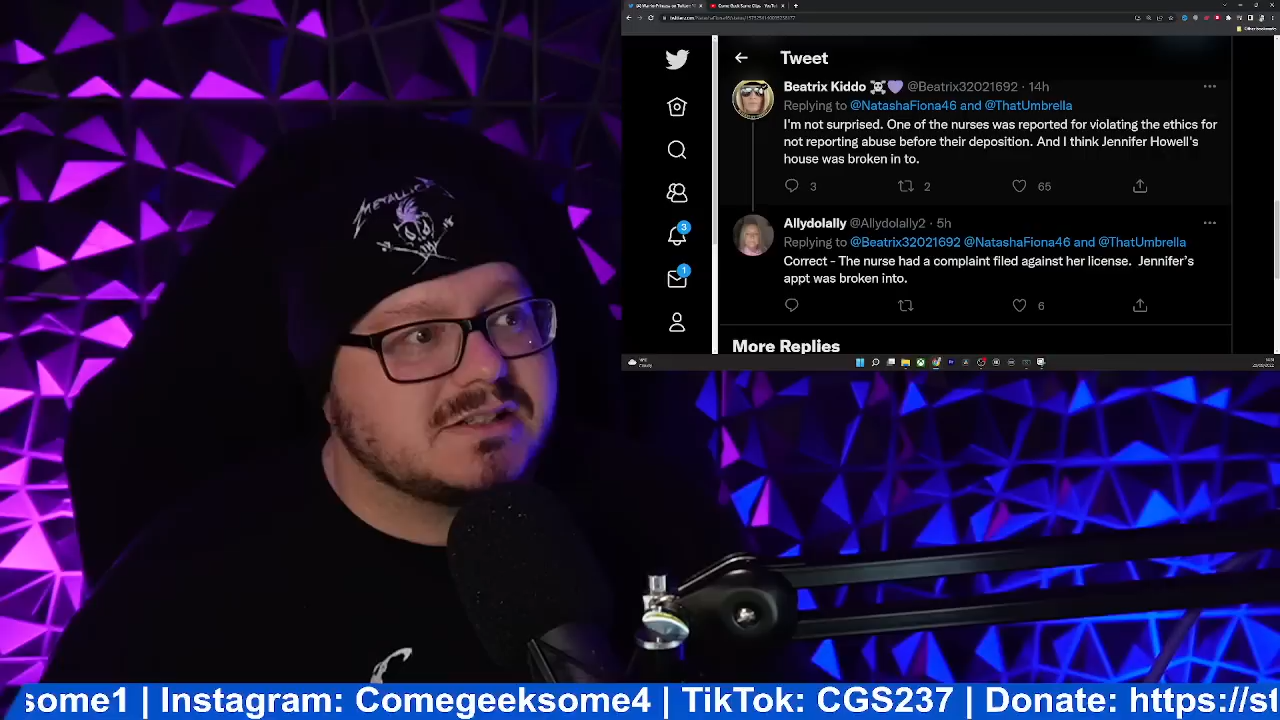 Tweet
Beatrix Kiddo ☠️💜 @Beatrix32021692 · 14h
Replying to @NatashaFiona46 and @ThatUmbrella
I'm not surprised. One of the nurses was reported for violating the ethics for
not reporting abuse before their deposition. And I think Jennifer Howell's
house was broken in to.
3 2 65
Allydolally @Allydolally2 · 5h
Replying to @Beatrix32021692 @NatashaFiona46 and @ThatUmbrella
Correct - The nurse had a complaint filed against her license. Jennifer's
appt was broken into.
6
More Replies
3
1
METALLICA
some1 | Instagram: Comegeeksome4 | TikTok: CGS237 | Donate: https://st